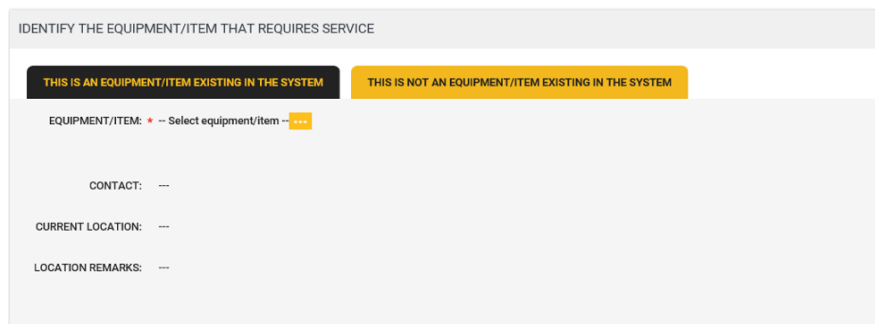 IDENTIFY THE EQUIPMENT/ITEM THAT REQUIRES SERVICE
THIS IS AN EQUIPMENT/ITEM EXISTING IN THE SYSTEM
THIS IS NOT AN EQUIPMENT/ITEM EXISTING IN THE SYSTEM
EQUIPMENT/ITEM: * -- Select equipment/item -- ---
CONTACT: ---
CURRENT LOCATION: ---
LOCATION REMARKS: ---